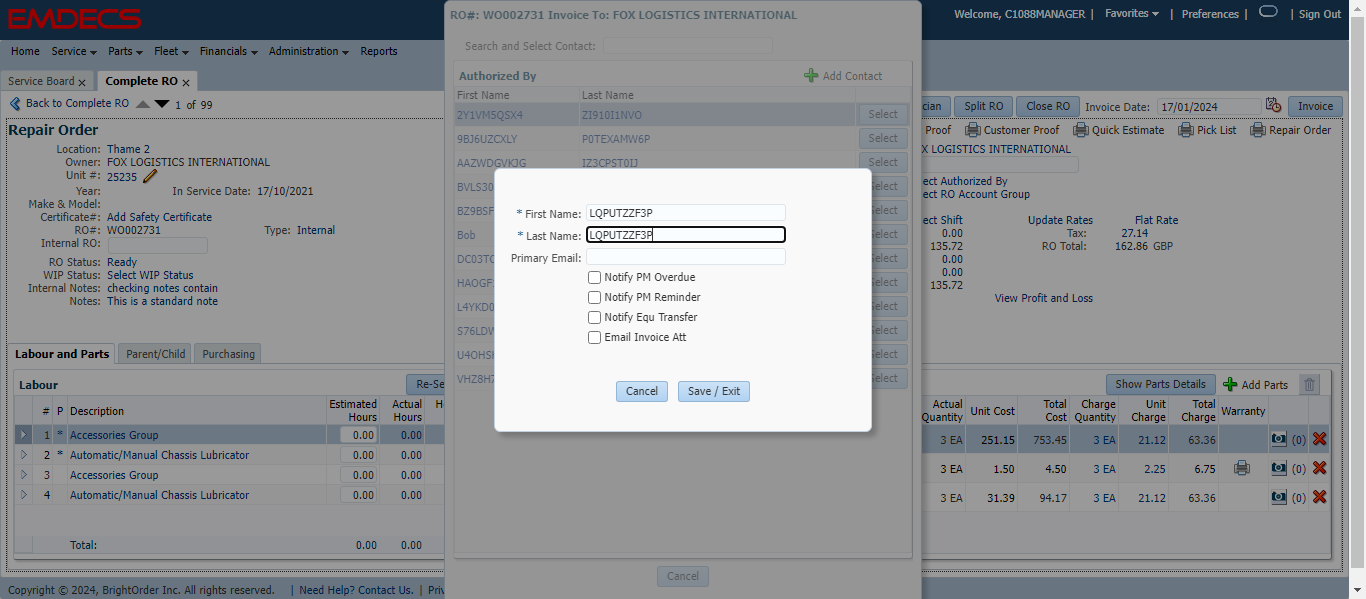 EMDECS
Welcome, C1088MANAGER | Favorites | Preferences | | Sign Out
Home Service Parts Fleet Financials Administration Reports
Service Board x Complete RO x
Back to Complete RO 1 of 99
Repair Order
Location: Thame 2
Owner: FOX LOGISTICS INTERNATIONAL
Unit #: 25235
Year: In Service Date: 17/10/2021
Make & Model:
Certificate#: Add Safety Certificate
RO#: WO002731 Type: Internal
Internal RO:
RO Status: Ready
WIP Status: Select WIP Status
Internal Notes: checking notes contain
Notes: This is a standard note
Labour and Parts Parent/Child Purchasing
Labour
Re-Se
# P Description Estimated Hours Actual Hours
1 * Accessories Group 0.00 0.00
2 * Automatic/Manual Chassis Lubricator 0.00 0.00
3 Accessories Group 0.00 0.00
4 Automatic/Manual Chassis Lubricator 0.00 0.00
Total: 0.00 0.00
Copyright © 2024, BrightOrder Inc. All rights reserved. | Need Help? Contact Us. | Priv
RO#: WO002731 Invoice To: FOX LOGISTICS INTERNATIONAL
Search and Select Contact:
Authorized By Add Contact
First Name Last Name
2Y1VM5QSX4 ZI910I1NVO Select
9BJ6UZCXLY P0TEXAMW6P Select
AAZWDGVKJG IZ3CPST0IJ Select
BVLS30 Select
BZ9BSF Select
Bob Select
DC03TC Select
HAOGF Select
L4YKD0 Select
S76LDW Select
U4OHSH Select
VHZ8H7 Select
Cancel
* First Name: LQPUTZZF3P
* Last Name: LQPUTZZF3P
Primary Email:
Notify PM Overdue
Notify PM Reminder
Notify Equ Transfer
Email Invoice Att
Cancel Save / Exit
cian Split RO Close RO Invoice Date: 17/01/2024 Invoice
Proof Customer Proof Quick Estimate Pick List Repair Order
X LOGISTICS INTERNATIONAL
ect Authorized By
ect RO Account Group
ect Shift Update Rates Flat Rate
0.00 Tax: 27.14
135.72 RO Total: 162.86 GBP
0.00
0.00
135.72
View Profit and Loss
Show Parts Details Add Parts
Actual Quantity Unit Cost Total Cost Charge Quantity Unit Charge Total Charge Warranty
3 EA 251.15 753.45 3 EA 21.12 63.36 (0)
3 EA 1.50 4.50 3 EA 2.25 6.75 (0)
3 EA 31.39 94.17 3 EA 21.12 63.36 (0)